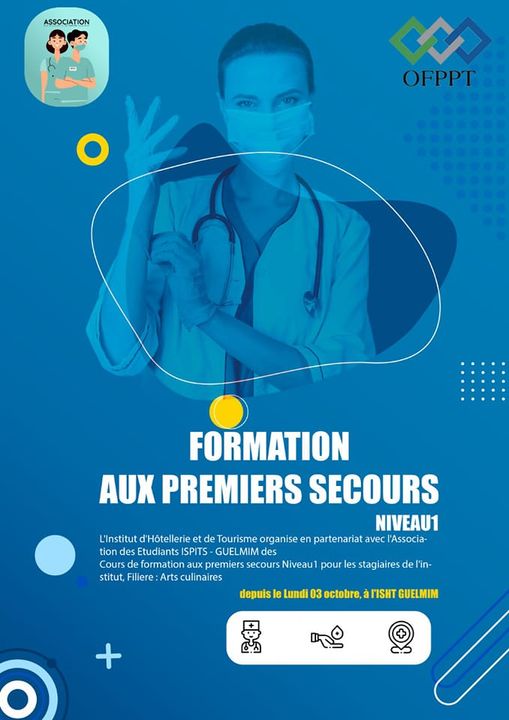 ASSOCIATION
OFPPT
FORMATION
AUX PREMIERS SECOURS
NIVEAU1
L'Institut d'Hôtellerie et de Tourisme organise en partenariat avec l'Associa-
tion des Etudiants ISPITS - GUELMIM des
Cours de formation aux premiers secours Niveau1 pour les stagiaires de l'in-
stitut, Filiere : Arts culinaires
depuis le Lundi 03 octobre, à l'ISHT GUELMIM